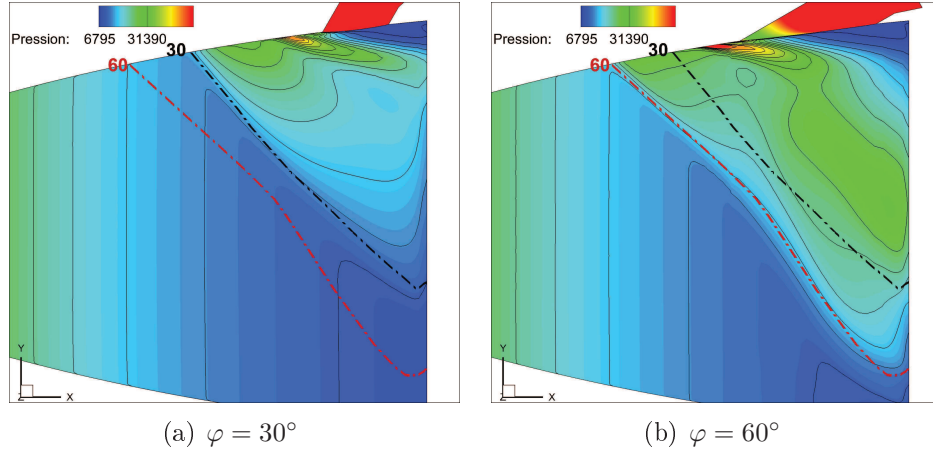 Pression: 6795 31390
30
60
Y
Z X
(a) φ = 30°
Pression: 6795 31390
30
60
Y
Z X
(b) φ = 60°